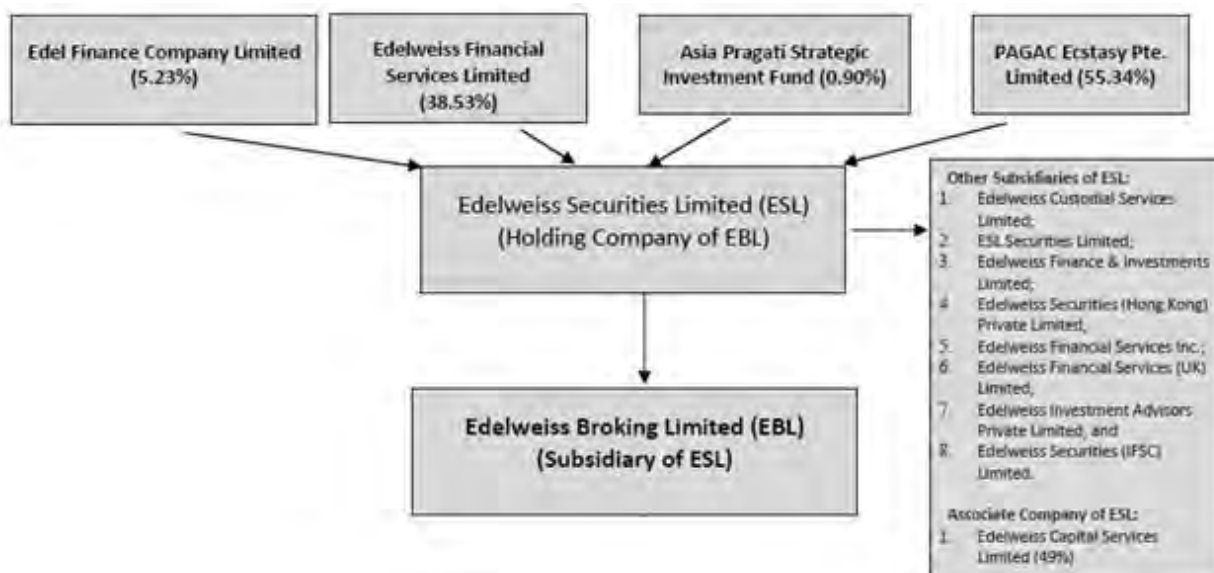 Edel Finance Company Limited
(5.23%)
Edelweiss Financial
Services Limited
(38.53%)
Asia Pragati Strategic
Investment Fund (0.90%)
PAGAC Ecstasy Pte.
Limited (55.34%)
Edelweiss Securities Limited (ESL)
(Holding Company of EBL)
Edelweiss Broking Limited (EBL)
(Subsidiary of ESL)
Other Subsidiaries of ESL:
1. Edelweiss Custodial Services
Limited;
2. ESL Securities Limited;
3. Edelweiss Finance & Investments
Limited;
4. Edelweiss Securities (Hong Kong)
Private Limited,
5. Edelweiss Financial Services Inc.;
6. Edelweiss Financial Services (UK)
Limited,
7. Edelweiss Investment Advisors
Private Limited, and
8. Edelweiss Securities (IFSC)
Limited.
Associate Company of ESL:
1. Edelweiss Capital Services
Limited (49%)